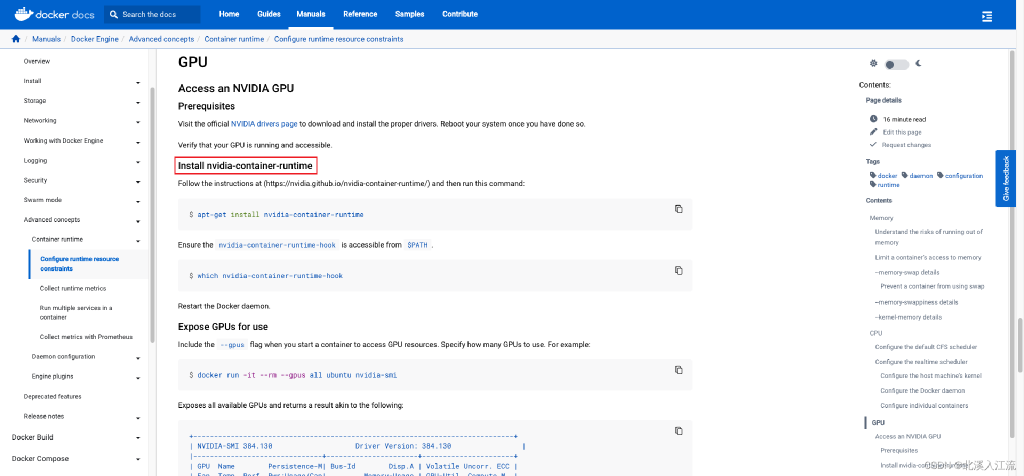 docker docs
Search the docs
Home
Guides
Manuals
Reference
Samples
Contribute
Manuals / Docker Engine / Advanced concepts / Container runtime / Configure runtime resource constraints
Overview
Install
Storage
Networking
Working with Docker Engine
Logging
Security
Swarm mode
Advanced concepts
Container runtime
Configure runtime resource
constraints
Collect runtime metrics
Run multiple services in a
container
Collect metrics with Prometheus
Daemon configuration
Engine plugins
Deprecated features
Release notes
Docker Build
Docker Compose
GPU
Access an NVIDIA GPU
Prerequisites
Visit the official NVIDIA drivers page to download and install the proper drivers. Reboot your system once you have done so.
Verify that your GPU is running and accessible.
Install nvidia-container-runtime
Follow the instructions at (https://nvidia.github.io/nvidia-container-runtime/) and then run this command:
$ apt-get install nvidia-container-runtime
Ensure the nvidia-container-runtime-hook is accessible from $PATH .
$ which nvidia-container-runtime-hook
Restart the Docker daemon.
Expose GPUs for use
Include the --gpus flag when you start a container to access GPU resources. Specify how many GPUs to use. For example:
$ docker run -it --rm --gpus all ubuntu nvidia-smi
Exposes all available GPUs and returns a result akin to the following:
+-------------------------------------------------------------------------------+
| NVIDIA-SMI 384.130 Driver Version: 384.130 |
|-------------------------------+----------------------+------------------------+
| GPU Name Persistence-M| Bus-Id Disp.A | Volatile Uncorr. ECC |
Contents:
Page details
16 minute read
Edit this page
Request changes
Tags
docker daemon configuration
runtime
Contents
Memory
Understand the risks of running out of
memory
Limit a container's access to memory
--memory-swap details
Prevent a container from using swap
--memory-swappiness details
--kernel-memory details
CPU
Configure the default CFS scheduler
Configure the realtime scheduler
Configure the host machine's kernel
Configure the Docker daemon
Configure individual containers
GPU
Access an NVIDIA GPU
Prerequisites
Install nvidia-
Give feedback
CSDN @北溪入江流